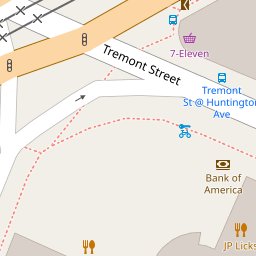 Tremont Street
7-Eleven
Tremont
St @ Huntington
Ave
Bank of
America
JP Licks